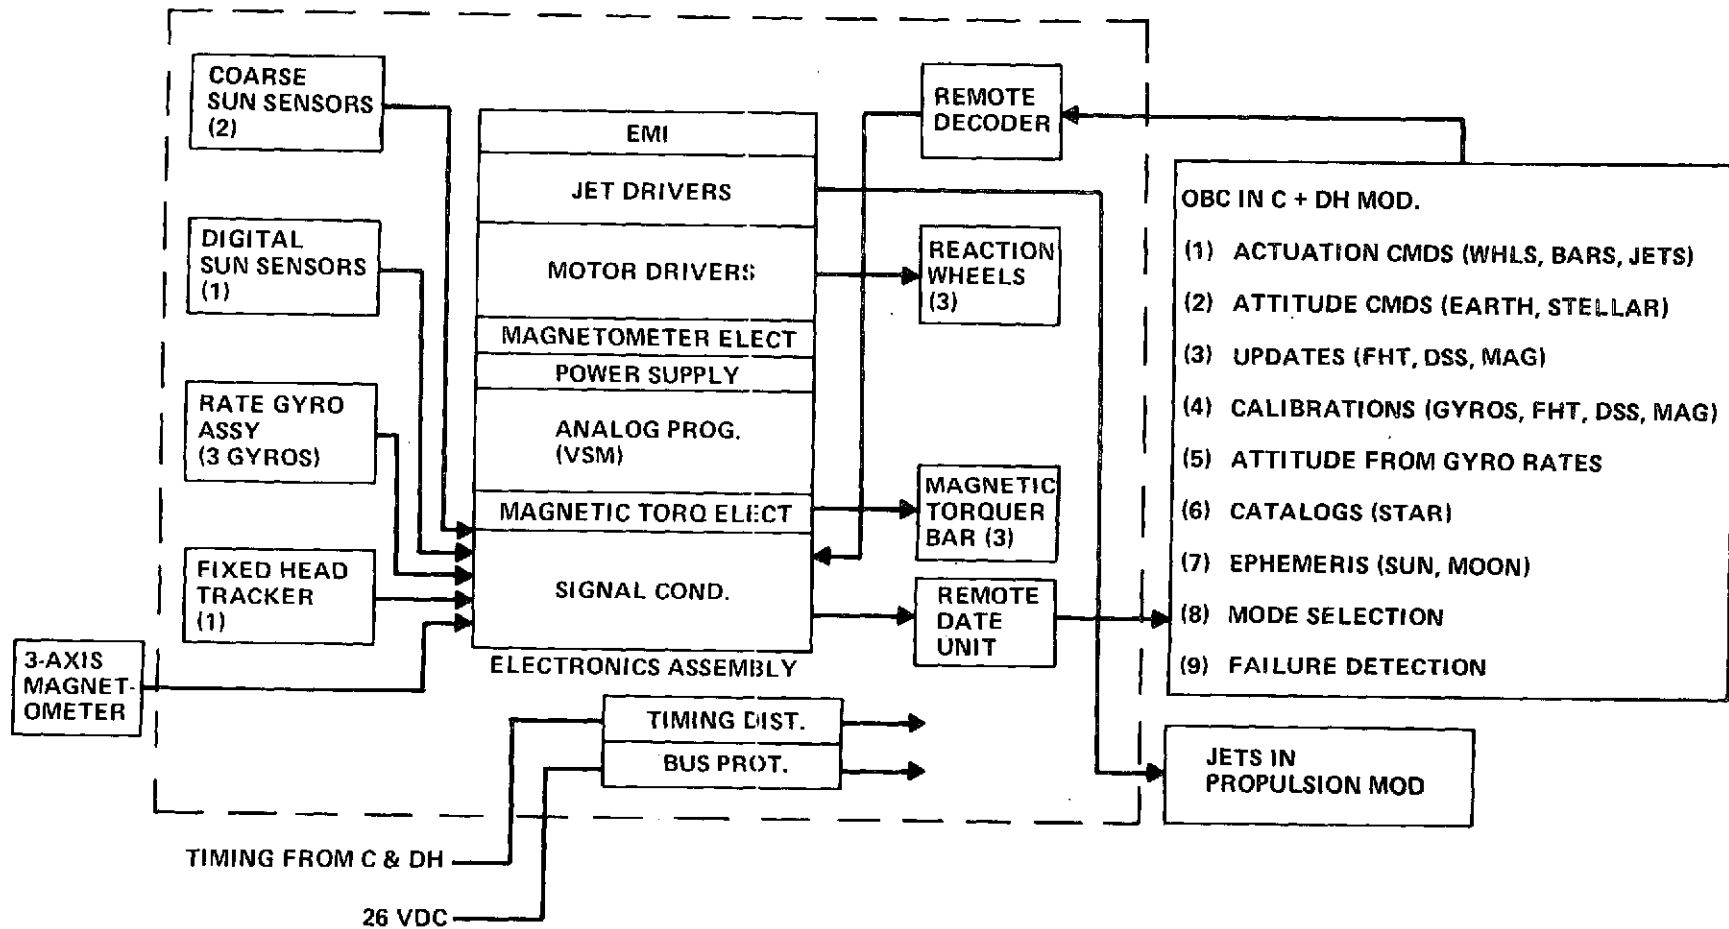 COARSE
SUN SENSORS
(2)
DIGITAL
SUN SENSORS
(1)
RATE GYRO
ASSY
(3 GYROS)
FIXED HEAD
TRACKER
(1)
3-AXIS
MAGNET-
OMETER
EMI
JET DRIVERS
MOTOR DRIVERS
MAGNETOMETER ELECT
POWER SUPPLY
ANALOG PROG.
(VSM)
MAGNETIC TORQ ELECT
SIGNAL COND.
ELECTRONICS ASSEMBLY
TIMING DIST.
BUS PROT.
TIMING FROM C & DH
26 VDC
REMOTE
DECODER
REACTION
WHEELS
(3)
MAGNETIC
TORQUER
BAR (3)
REMOTE
DATE
UNIT
OBC IN C + DH MOD.
(1) ACTUATION CMDS (WHLS, BARS, JETS)
(2) ATTITUDE CMDS (EARTH, STELLAR)
(3) UPDATES (FHT, DSS, MAG)
(4) CALIBRATIONS (GYROS, FHT, DSS, MAG)
(5) ATTITUDE FROM GYRO RATES
(6) CATALOGS (STAR)
(7) EPHEMERIS (SUN, MOON)
(8) MODE SELECTION
(9) FAILURE DETECTION
JETS IN
PROPULSION MOD